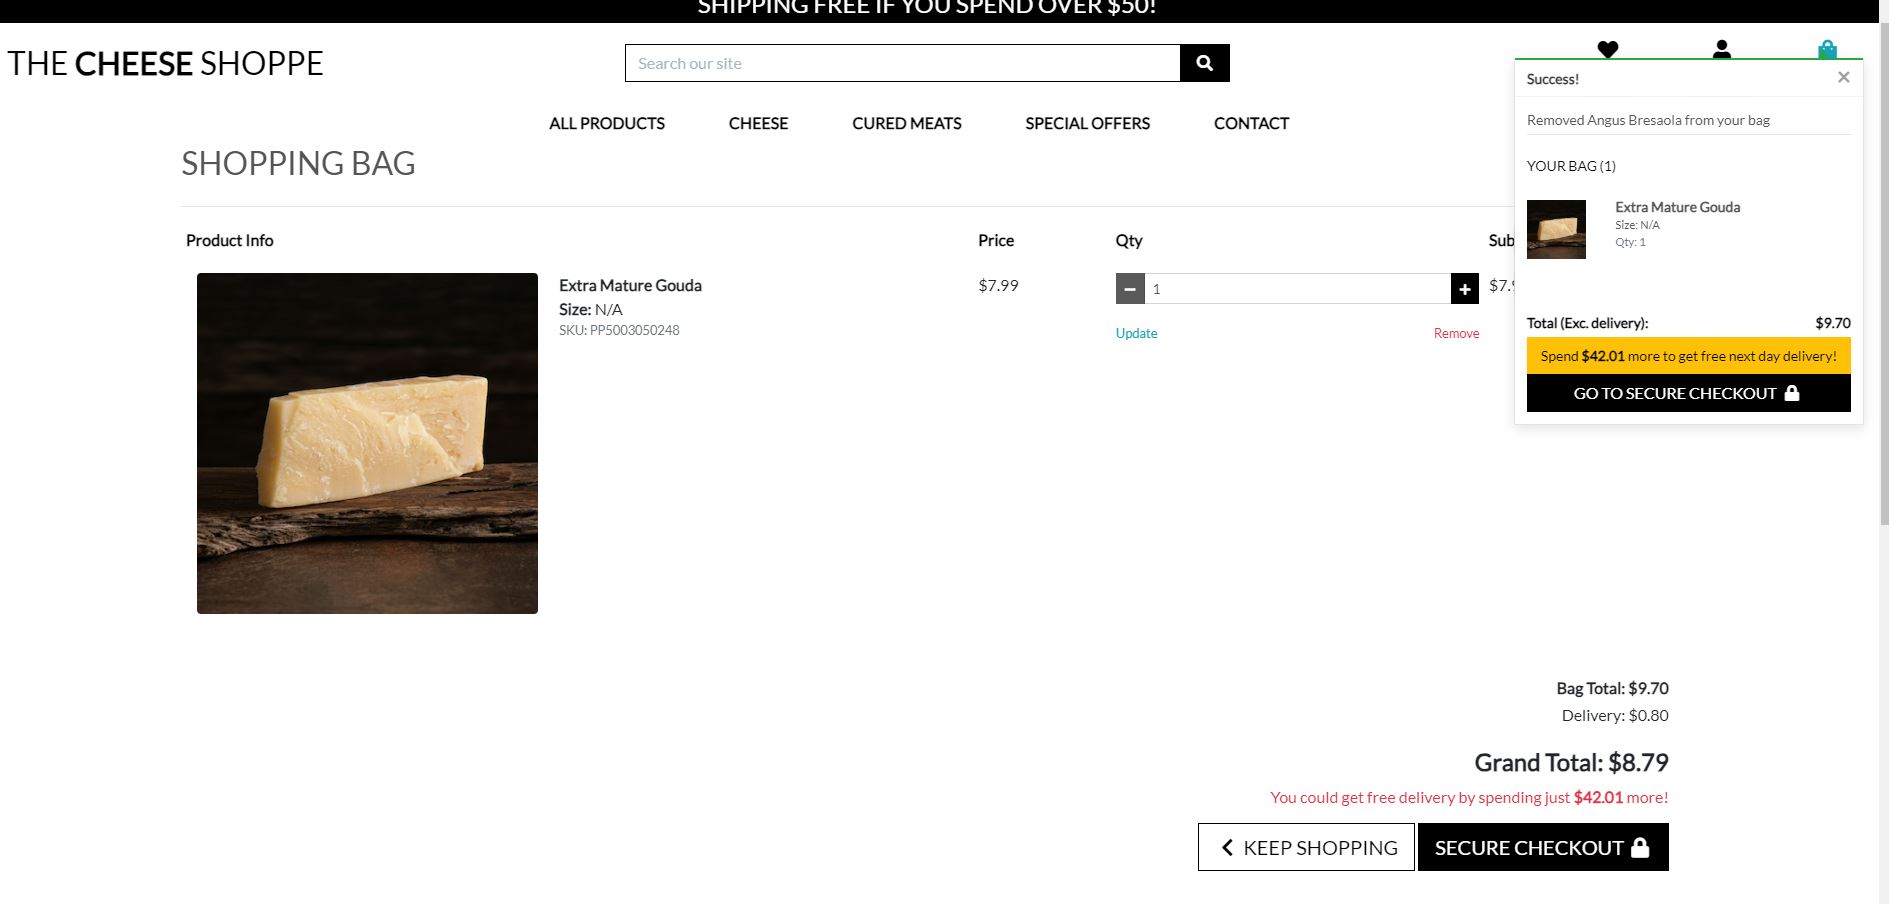 SHIPPING FREE IF YOU SPEND OVER $50!
THE CHEESE SHOPPE
Search our site
ALL PRODUCTS CHEESE CURED MEATS SPECIAL OFFERS CONTACT
SHOPPING BAG
Product Info Price Qty Sub
Extra Mature Gouda $7.99 1 $7.9
Size: N/A
SKU: PP5003050248
Update Remove
Success! ×
Removed Angus Bresaola from your bag
YOUR BAG (1)
Extra Mature Gouda
Size: N/A
Qty: 1
Total (Exc. delivery): $9.70
Spend $42.01 more to get free next day delivery!
GO TO SECURE CHECKOUT
Bag Total: $9.70
Delivery: $0.80
Grand Total: $8.79
You could get free delivery by spending just $42.01 more!
KEEP SHOPPING SECURE CHECKOUT